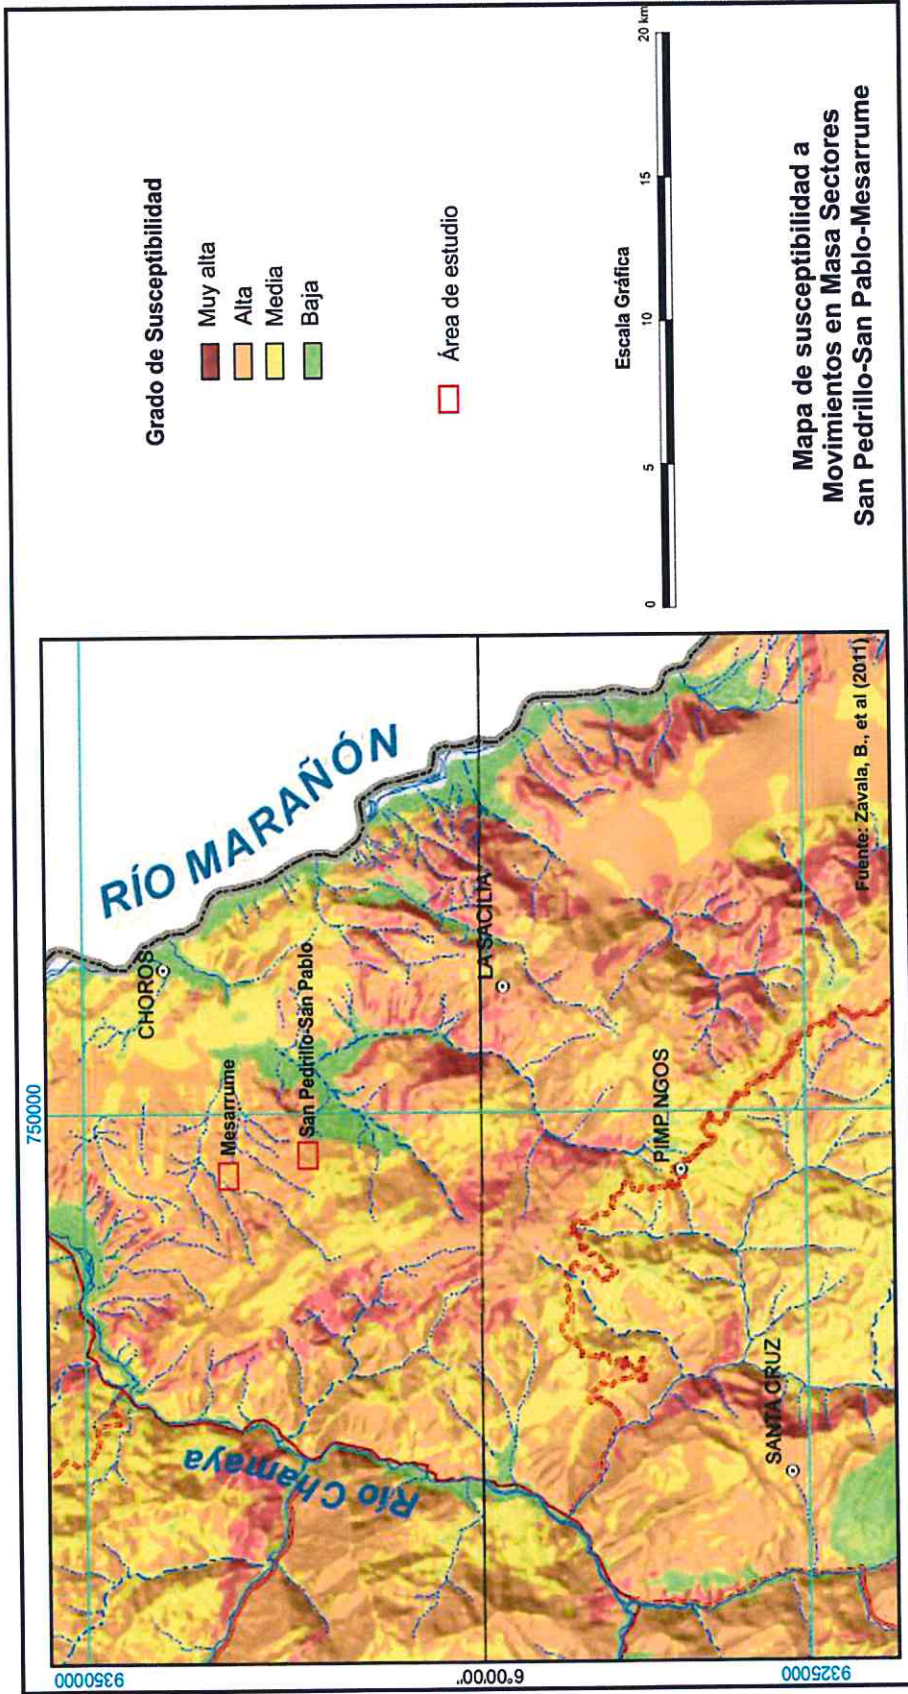 750000
9350000
6°00'00"
9325000
RÍO MARAÑÓN
CHOROS
Mesarrume
San Pedrillo-San Pablo
LA SACILIA
Río Chamaya
PIMP NGOS
SANTA CRUZ
Fuente: Zavala, B., et al (2011)
Grado de Susceptibilidad
Muy alta
Alta
Media
Baja
Área de estudio
Escala Gráfica
0 5 10 15 20 km
Mapa de susceptibilidad a
Movimientos en Masa Sectores
San Pedrillo-San Pablo-Mesarrume